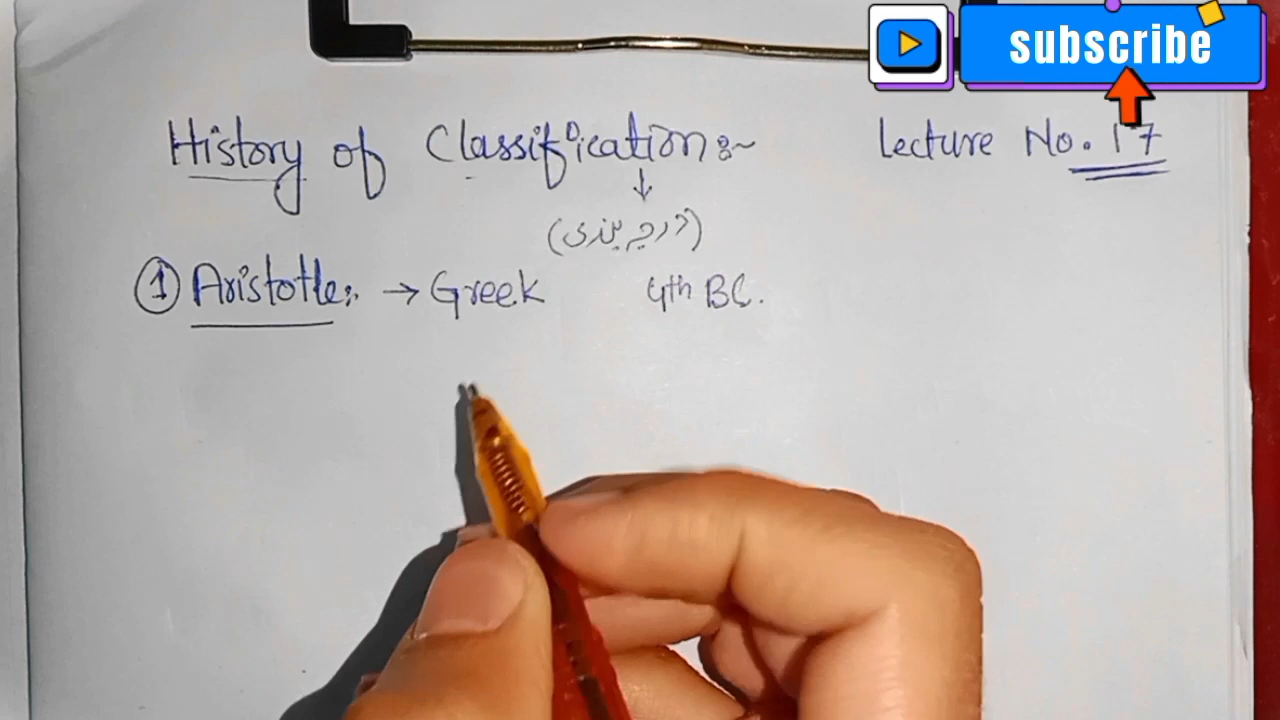 subscribe
History of Classification:~
Lecture No. 17
↓
(درجہ بندی)
① Aristotle:. → Greek 4th BC.